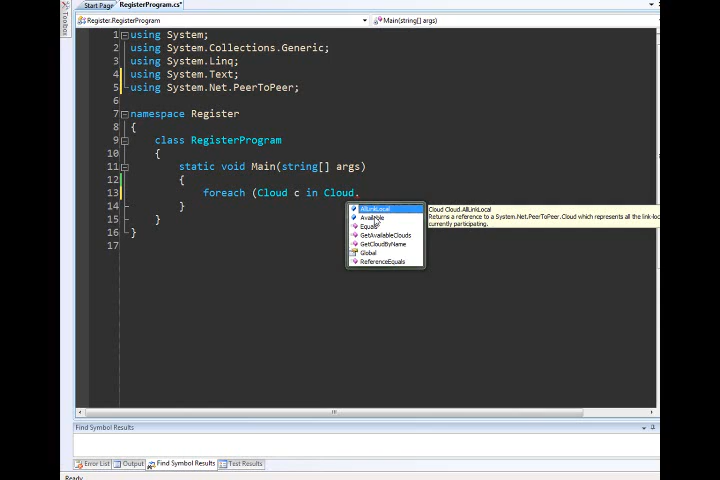 Start Page RegisterProgram.cs*
Toolbox
Register.RegisterProgram Main(string[] args)
1 using System;
2 using System.Collections.Generic;
3 using System.Linq;
4 using System.Text;
5 using System.Net.PeerToPeer;
6
7 namespace Register
8 {
9 class RegisterProgram
10 {
11 static void Main(string[] args)
12 {
13 foreach (Cloud c in Cloud.
14 }
15 }
16 }
17
AllLinkLocal
Available
Equals
GetAvailableClouds
GetCloudByName
Global
ReferenceEquals
Cloud Cloud.AllLinkLocal
Returns a reference to a System.Net.PeerToPeer.Cloud which represents all the link-loc
currently participating.
Find Symbol Results
Error List Output Find Symbol Results Test Results
Ready